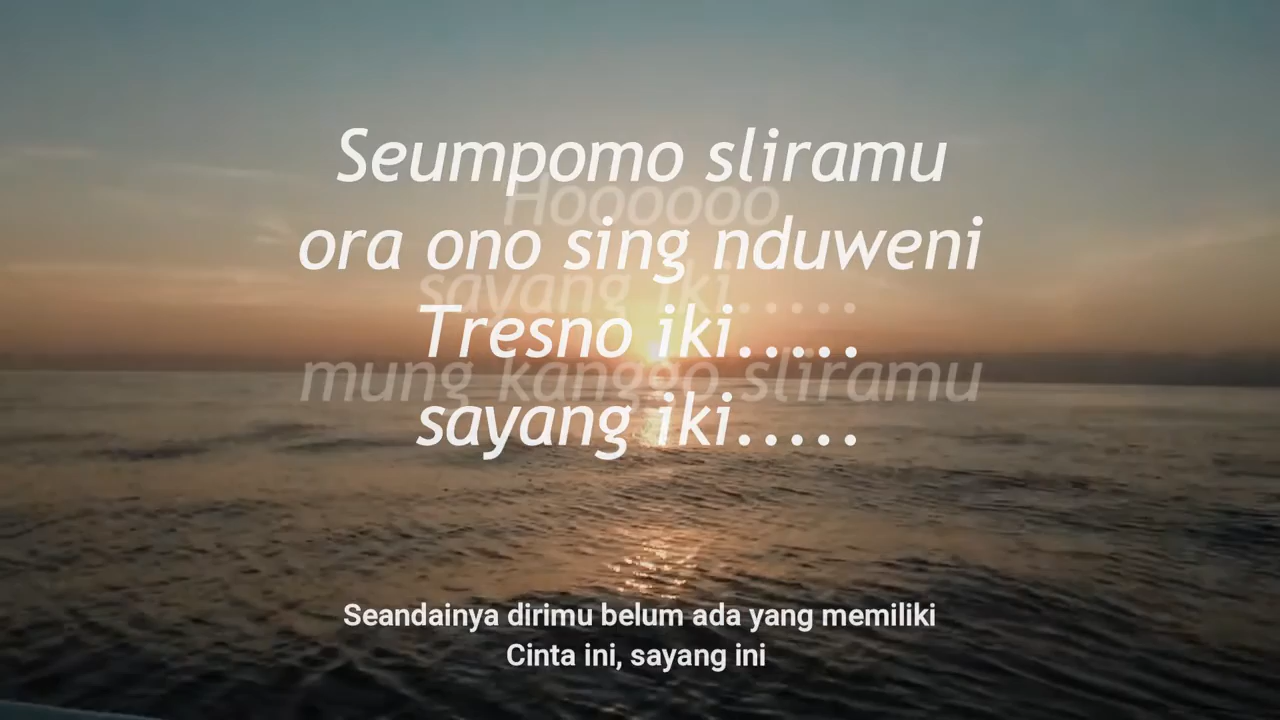 Seumpomo sliramu
Hoooooo
ora ono sing nduweni
sayang iki.....
Tresno iki.....
mung kanggo sliramu
sayang iki.....
Seandainya dirimu belum ada yang memiliki
Cinta ini, sayang ini